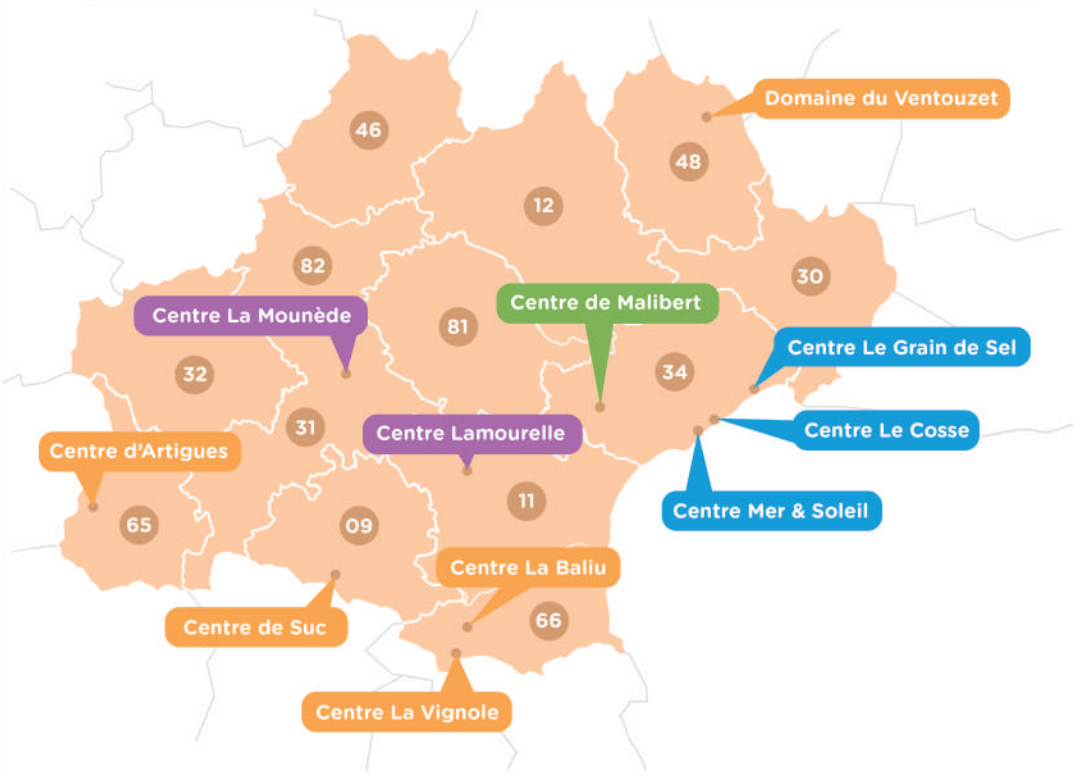 Domaine du Ventouzet
46
48
12
82
30
Centre La Mounède
Centre de Malibert
81
Centre Le Grain de Sel
32
34
31
Centre Lamourelle
Centre Le Cosse
Centre d'Artigues
11
Centre Mer & Soleil
65
09
Centre La Baliu
66
Centre de Suc
Centre La Vignole